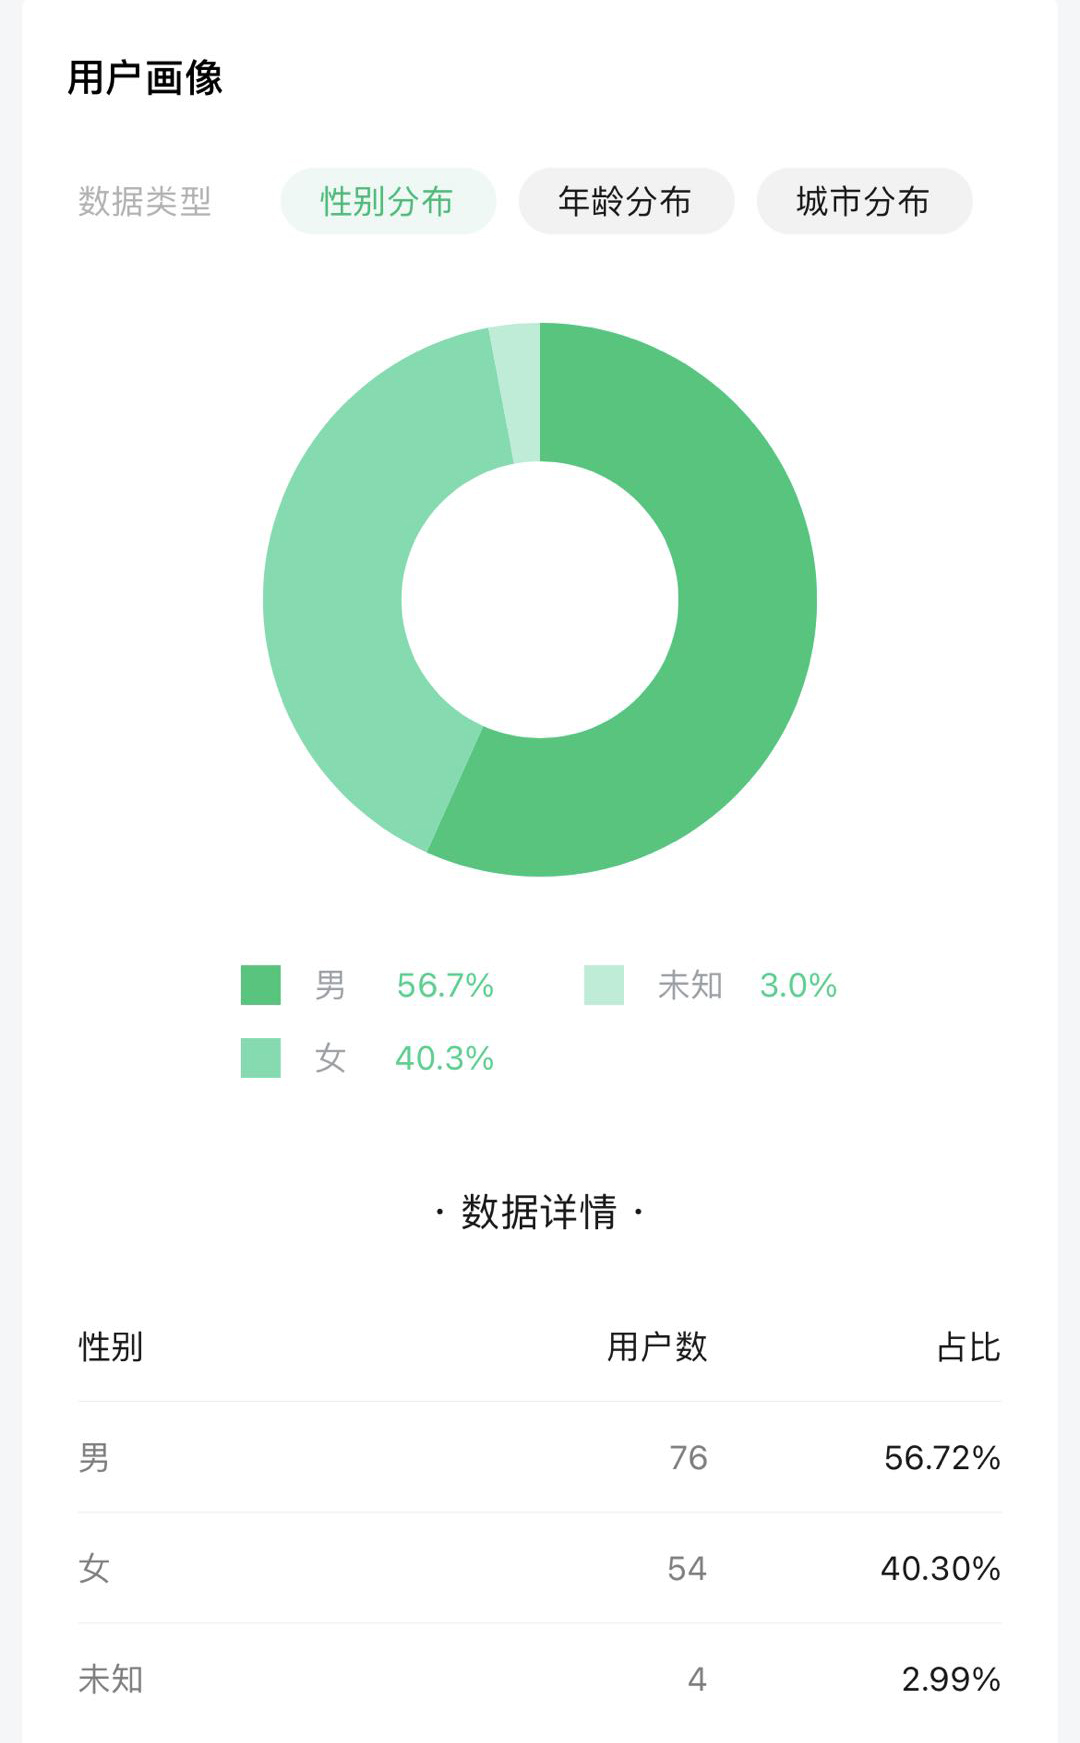 用户画像
数据类型 性别分布 年龄分布 城市分布
男 56.7% 未知 3.0%
女 40.3%
· 数据详情 ·
性别 用户数 占比
男 76 56.72%
女 54 40.30%
未知 4 2.99%